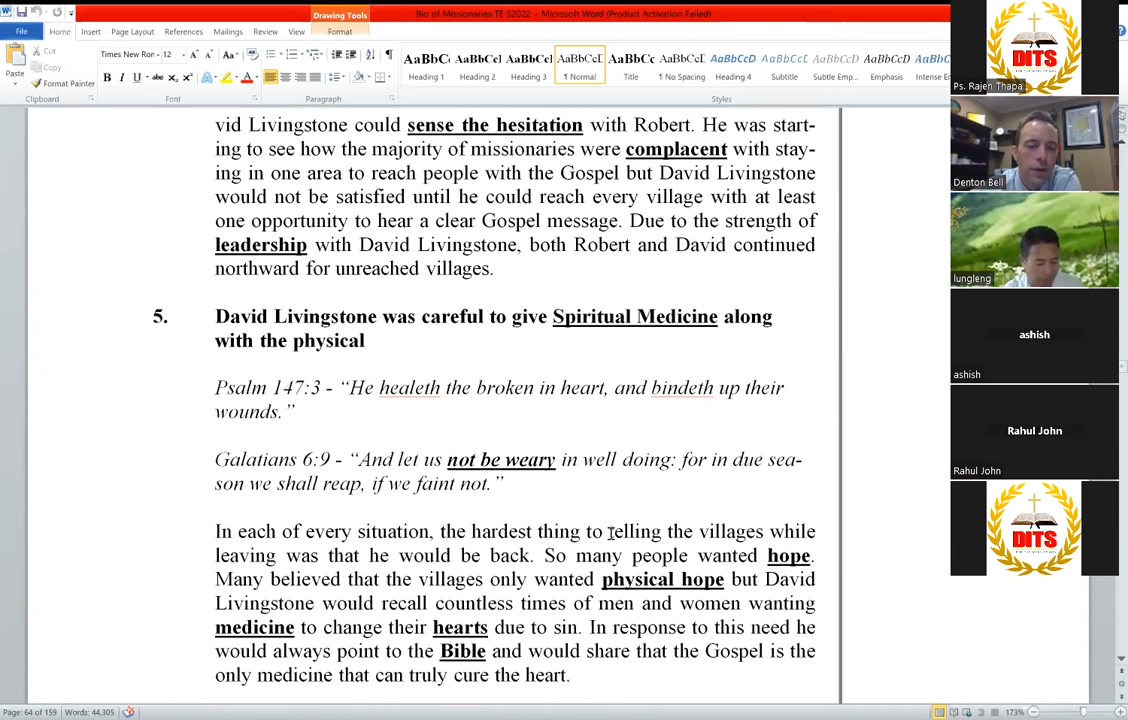 Drawing Tools
Bio of Missionaries.TE S2022 - Microsoft Word (Product Activation Failed)
File Home Insert Page Layout References Mailings Review View Format
Paste Cut Copy Format Painter
Times New Ron 12
AaBbC AaBbC AaBbC AaBbCcL AaBbCc AaBbCcL AaBbCcD AaBbCcL AaBbCcD AaBbCcD AaBbC
Heading 1 Heading 2 Heading 3 ¶ Normal Title ¶ No Spacing Heading 4 Subtitle Subtle Emp... Emphasis Intense En
Clipboard Font Paragraph Styles
vid Livingstone could sense the hesitation with Robert. He was start-
ing to see how the majority of missionaries were complacent with stay-
ing in one area to reach people with the Gospel but David Livingstone
would not be satisfied until he could reach every village with at least
one opportunity to hear a clear Gospel message. Due to the strength of
leadership with David Livingstone, both Robert and David continued
northward for unreached villages.
5. David Livingstone was careful to give Spiritual Medicine along
with the physical
Psalm 147:3 - “He healeth the broken in heart, and bindeth up their
wounds.”
Galatians 6:9 - “And let us not be weary in well doing: for in due sea-
son we shall reap, if we faint not.”
In each of every situation, the hardest thing to telling the villages while
leaving was that he would be back. So many people wanted hope.
Many believed that the villages only wanted physical hope but David
Livingstone would recall countless times of men and women wanting
medicine to change their hearts due to sin. In response to this need he
would always point to the Bible and would share that the Gospel is the
only medicine that can truly cure the heart.
Page: 64 of 159 Words: 44,305
173%
DITS
Ps. Rajen Thapa
Denton Bell
lungleng
ashish
ashish
Rahul John
Rahul John
DITS